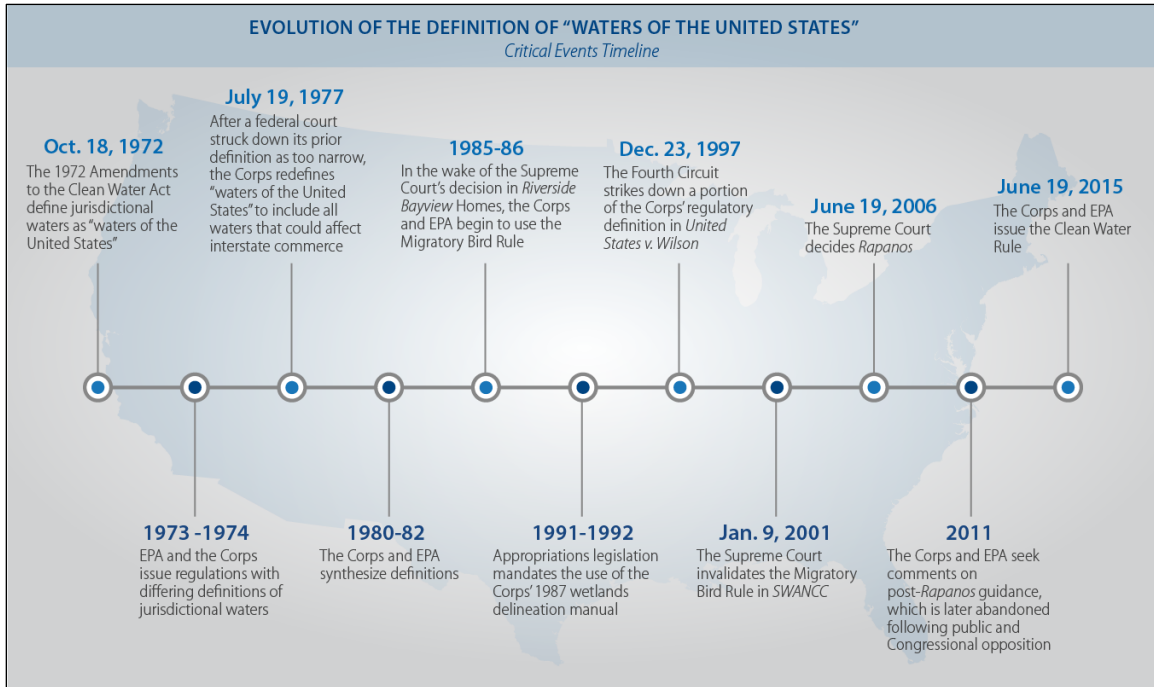 EVOLUTION OF THE DEFINITION OF "WATERS OF THE UNITED STATES"
Critical Events Timeline
Oct. 18, 1972
The 1972 Amendments
to the Clean Water Act
define jurisdictional
waters as "waters of the
United States"
July 19, 1977
After a federal court
struck down its prior
definition as too narrow,
the Corps redefines
"waters of the United
States" to include all
waters that could affect
interstate commerce
1985-86
In the wake of the Supreme
Court's decision in Riverside
Bayview Homes, the Corps
and EPA begin to use the
Migratory Bird Rule
Dec. 23, 1997
The Fourth Circuit
strikes down a portion
of the Corps' regulatory
definition in United
States v. Wilson
June 19, 2006
The Supreme Court
decides Rapanos
June 19, 2015
The Corps and EPA
issue the Clean Water
Rule
1973 -1974
EPA and the Corps
issue regulations with
differing definitions of
jurisdictional waters
1980-82
The Corps and EPA
synthesize definitions
1991-1992
Appropriations legislation
mandates the use of the
Corps' 1987 wetlands
delineation manual
Jan. 9, 2001
The Supreme Court
invalidates the Migratory
Bird Rule in SWANCC
2011
The Corps and EPA seek
comments on
post-Rapanos guidance,
which is later abandoned
following public and
Congressional opposition